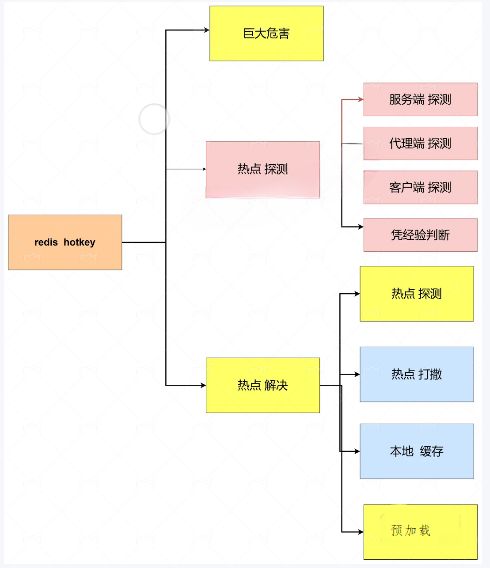 巨大危害
服务端 探测
代理端 探测
热点 探测
客户端 探测
凭经验判断
redis hotkey
热点 探测
热点 打散
热点 解决
本地 缓存
预加载